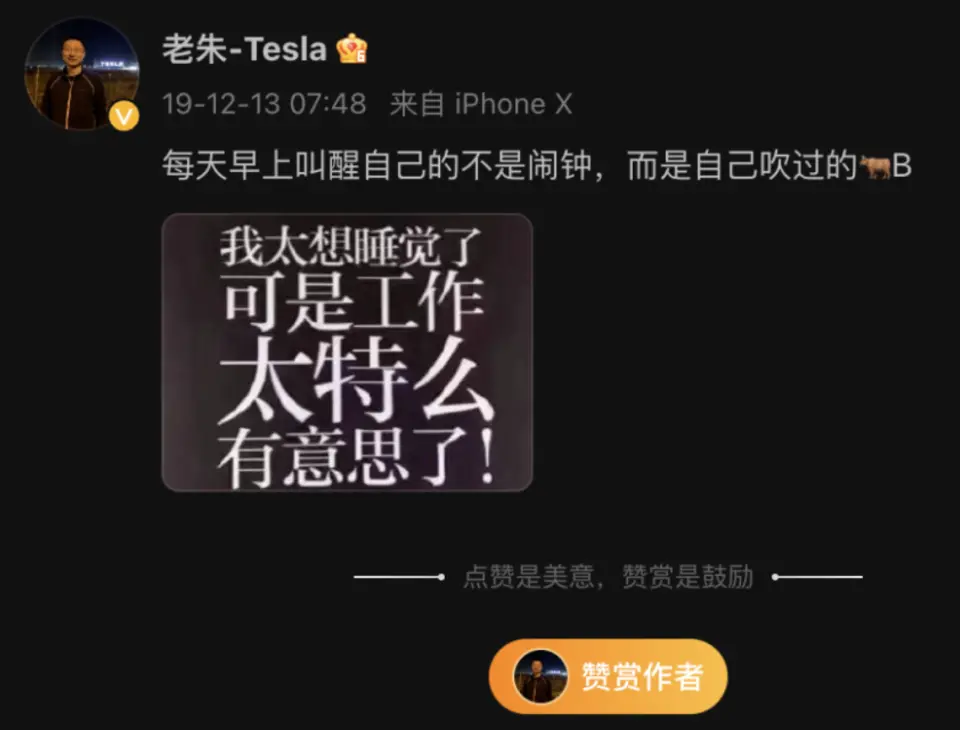 老朱-Tesla
19-12-13 07:48 来自 iPhone X
每天早上叫醒自己的不是闹钟，而是自己吹过的🐂B
我太想睡觉了
可是工作
太特么
有意思了!
点赞是美意，赞赏是鼓励
赞赏作者